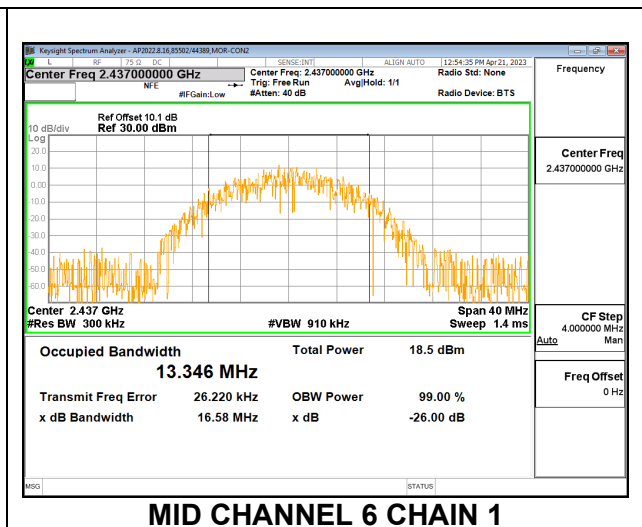 Keysight Spectrum Analyzer - AP2022.8.16,85502/44389,MOR-CON2
L RF 75 Ω DC SENSE:INT ALIGN AUTO 12:54:35 PM Apr 21, 2023
Center Freq 2.437000000 GHz
NFE
#IFGain:Low
Center Freq: 2.437000000 GHz
Trig: Free Run Avg|Hold: 1/1
#Atten: 40 dB
Radio Std: None
Radio Device: BTS
Frequency
Ref Offset 10.1 dB
10 dB/div Ref 30.00 dBm
Log
20.0
10.0
0.00
-10.0
-20.0
-30.0
-40.0
-50.0
-60.0
Center 2.437 GHz Span 40 MHz
#Res BW 300 kHz #VBW 910 kHz Sweep 1.4 ms
Center Freq
2.437000000 GHz
CF Step
4.000000 MHz
Auto Man
Freq Offset
0 Hz
Occupied Bandwidth Total Power 18.5 dBm
13.346 MHz
Transmit Freq Error 26.220 kHz OBW Power 99.00 %
x dB Bandwidth 16.58 MHz x dB -26.00 dB
MSG STATUS
MID CHANNEL 6 CHAIN 1